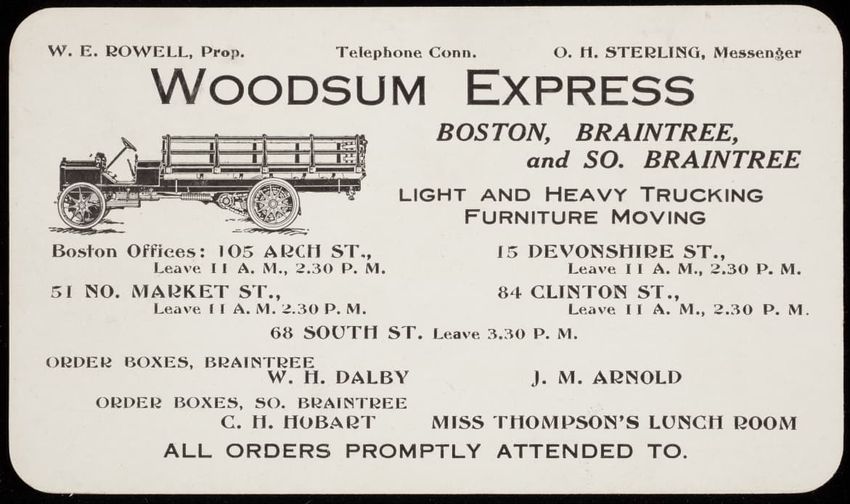 W. E. ROWELL, Prop. Telephone Conn. O. H. STERLING, Messenger
WOODSUM EXPRESS
BOSTON, BRAINTREE,
and SO. BRAINTREE
LIGHT AND HEAVY TRUCKING
FURNITURE MOVING
Boston Offices: 105 ARCH ST., 15 DEVONSHIRE ST.,
Leave 11 A. M., 2.30 P. M. Leave 11 A. M., 2.30 P. M.
51 NO. MARKET ST., 84 CLINTON ST.,
Leave 11 A. M. 2.30 P. M. Leave 11 A. M., 2.30 P. M.
68 SOUTH ST. Leave 3.30 P. M.
ORDER BOXES, BRAINTREE
W. H. DALBY J. M. ARNOLD
ORDER BOXES, SO. BRAINTREE
C. H. HOBART MISS THOMPSON'S LUNCH ROOM
ALL ORDERS PROMPTLY ATTENDED TO.